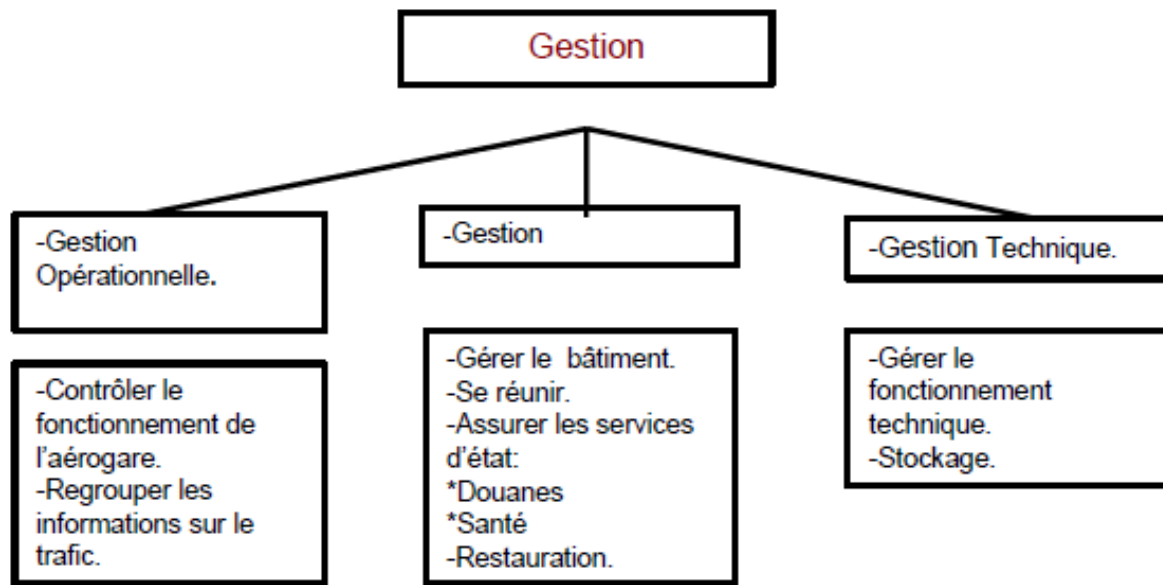 Gestion
-Gestion
Opérationnelle.
-Gestion
-Gestion Technique.
-Contrôler le
fonctionnement de
l'aérogare.
-Regrouper les
informations sur le
trafic.
-Gérer le bâtiment.
-Se réunir.
-Assurer les services
d'état:
*Douanes
*Santé
-Restauration.
-Gérer le
fonctionnement
technique.
-Stockage.